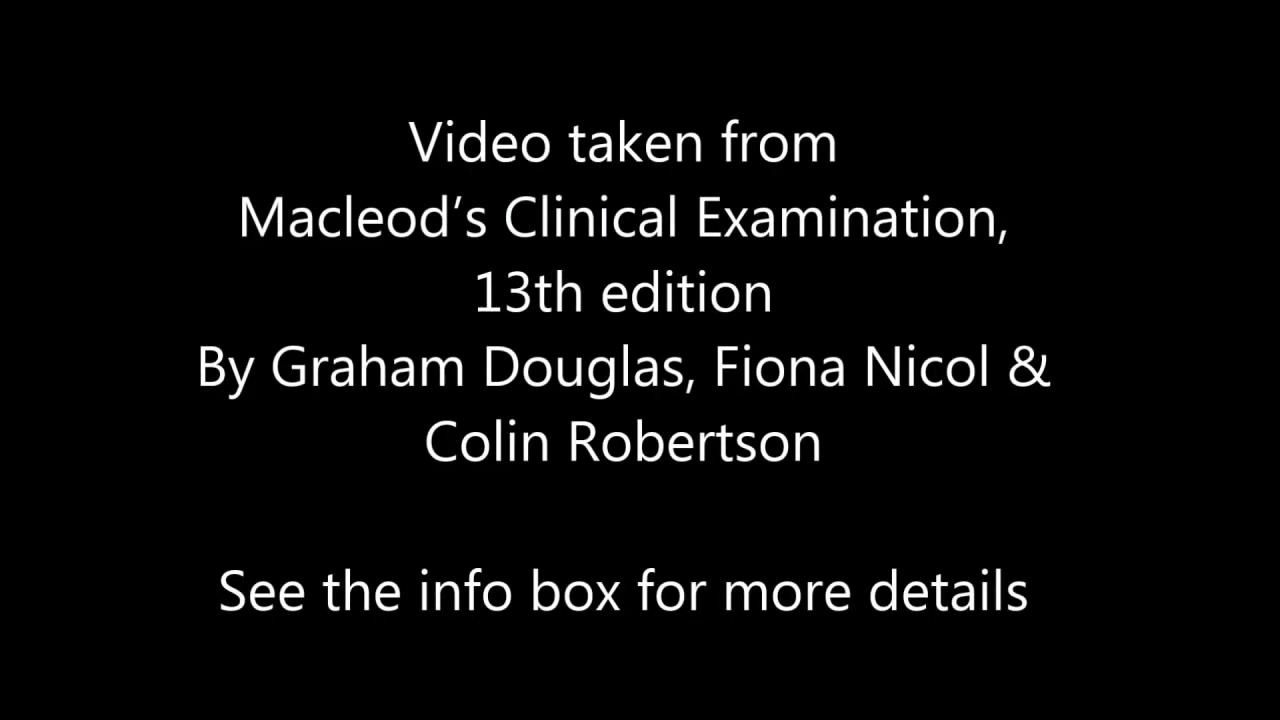 Video taken from
Macleod’s Clinical Examination,
13th edition
By Graham Douglas, Fiona Nicol &
Colin Robertson
See the info box for more details